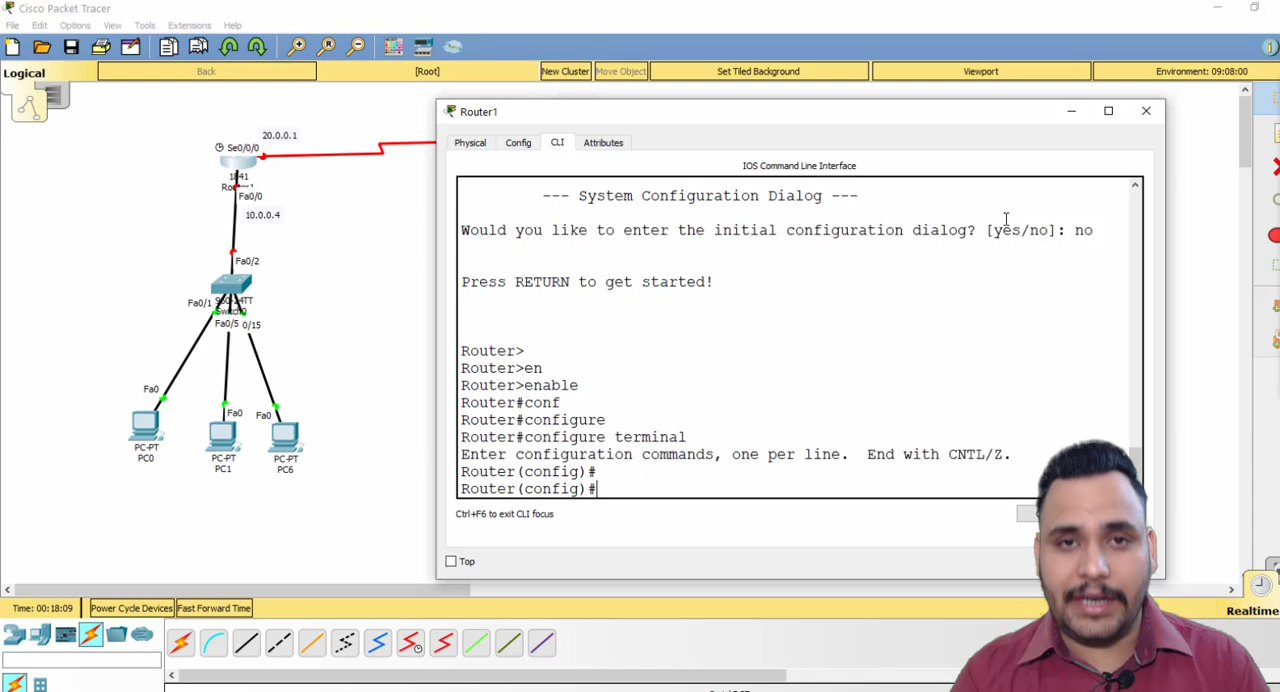 Cisco Packet Tracer
File Edit Options View Tools Extensions Help
Logical
Back
[Root]
New Cluster
Move Object
Set Tiled Background
Viewport
Environment: 09:08:00
20.0.0.1
Se0/0/0
1841
Fa0/0
10.0.0.4
Fa0/2
Fa0/1
Fa0/5
0/15
Fa0
Fa0
Fa0
PC-PT
PC0
PC-PT
PC1
PC-PT
PC6
Router1
Physical Config CLI Attributes
IOS Command Line Interface
--- System Configuration Dialog ---
Would you like to enter the initial configuration dialog? [yes/no]: no
Press RETURN to get started!
Router>
Router>en
Router>enable
Router#conf
Router#configure
Router#configure terminal
Enter configuration commands, one per line. End with CNTL/Z.
Router(config)#
Router(config)#
Ctrl+F6 to exit CLI focus
Top
Time: 00:18:09
Power Cycle Devices
Fast Forward Time
Realtime